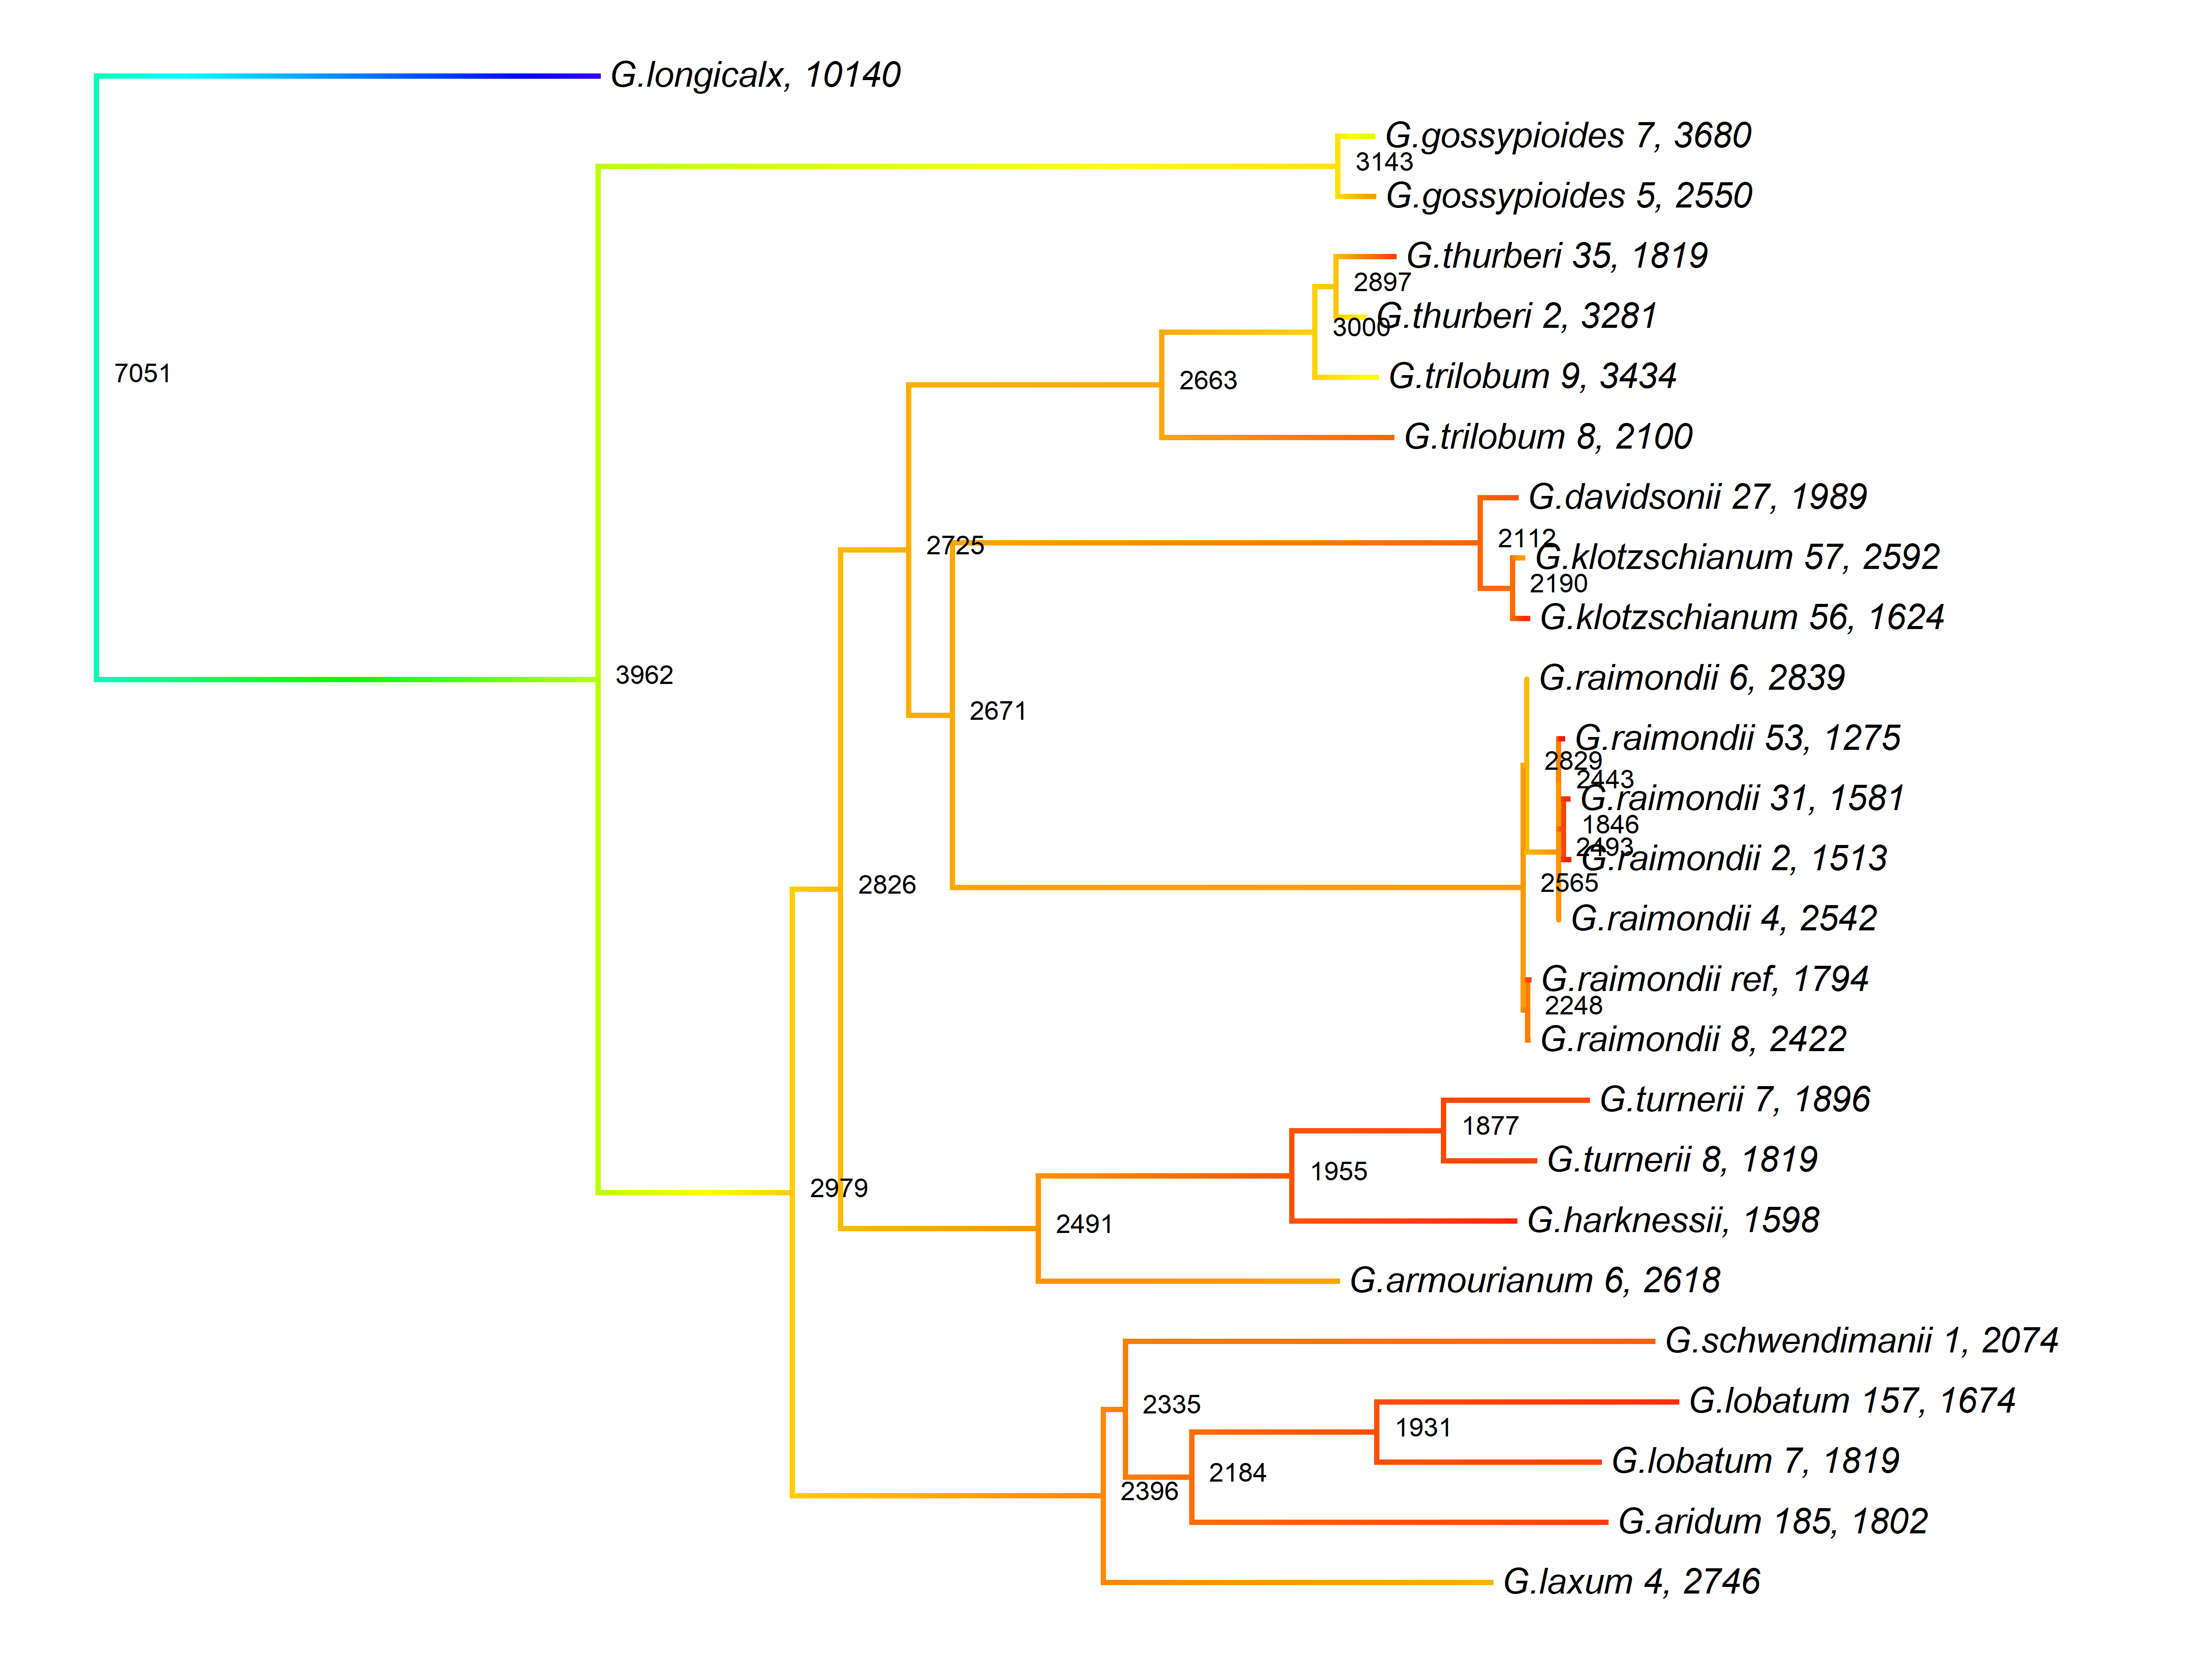 G.longicalx, 10140
G.gossypioides 7, 3680
3143
G.gossypioides 5, 2550
G.thurberi 35, 1819
2897
G.thurberi 2, 3281
3000
7051
G.trilobum 9, 3434
2663
G.trilobum 8, 2100
G.davidsonii 27, 1989
2112
2725
G.klotzschianum 57, 2592
2190
G.klotzschianum 56, 1624
3962
G.raimondii 6, 2839
2671
G.raimondii 53, 1275
2829
2443
G.raimondii 31, 1581
1846
2493
G.raimondii 2, 1513
2826
2565
G.raimondii 4, 2542
G.raimondii ref, 1794
2248
G.raimondii 8, 2422
G.turnerii 7, 1896
1877
G.turnerii 8, 1819
1955
2979
G.harknessii, 1598
2491
G.armourianum 6, 2618
G.schwendimanii 1, 2074
G.lobatum 157, 1674
2335
1931
G.lobatum 7, 1819
2184
2396
G.aridum 185, 1802
G.laxum 4, 2746